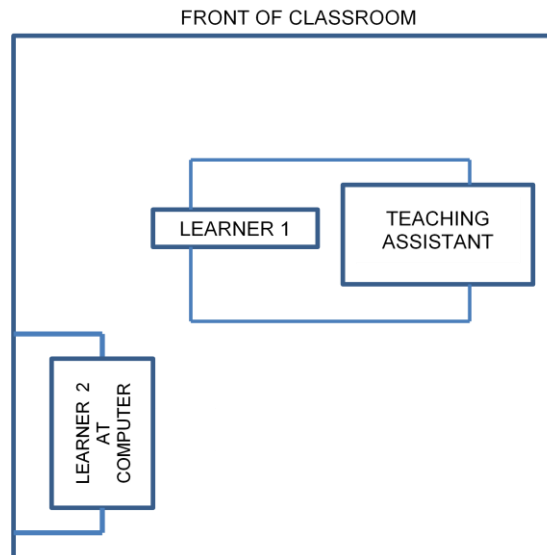 FRONT OF CLASSROOM
LEARNER 1
TEACHING
ASSISTANT
LEARNER 2
AT
COMPUTER